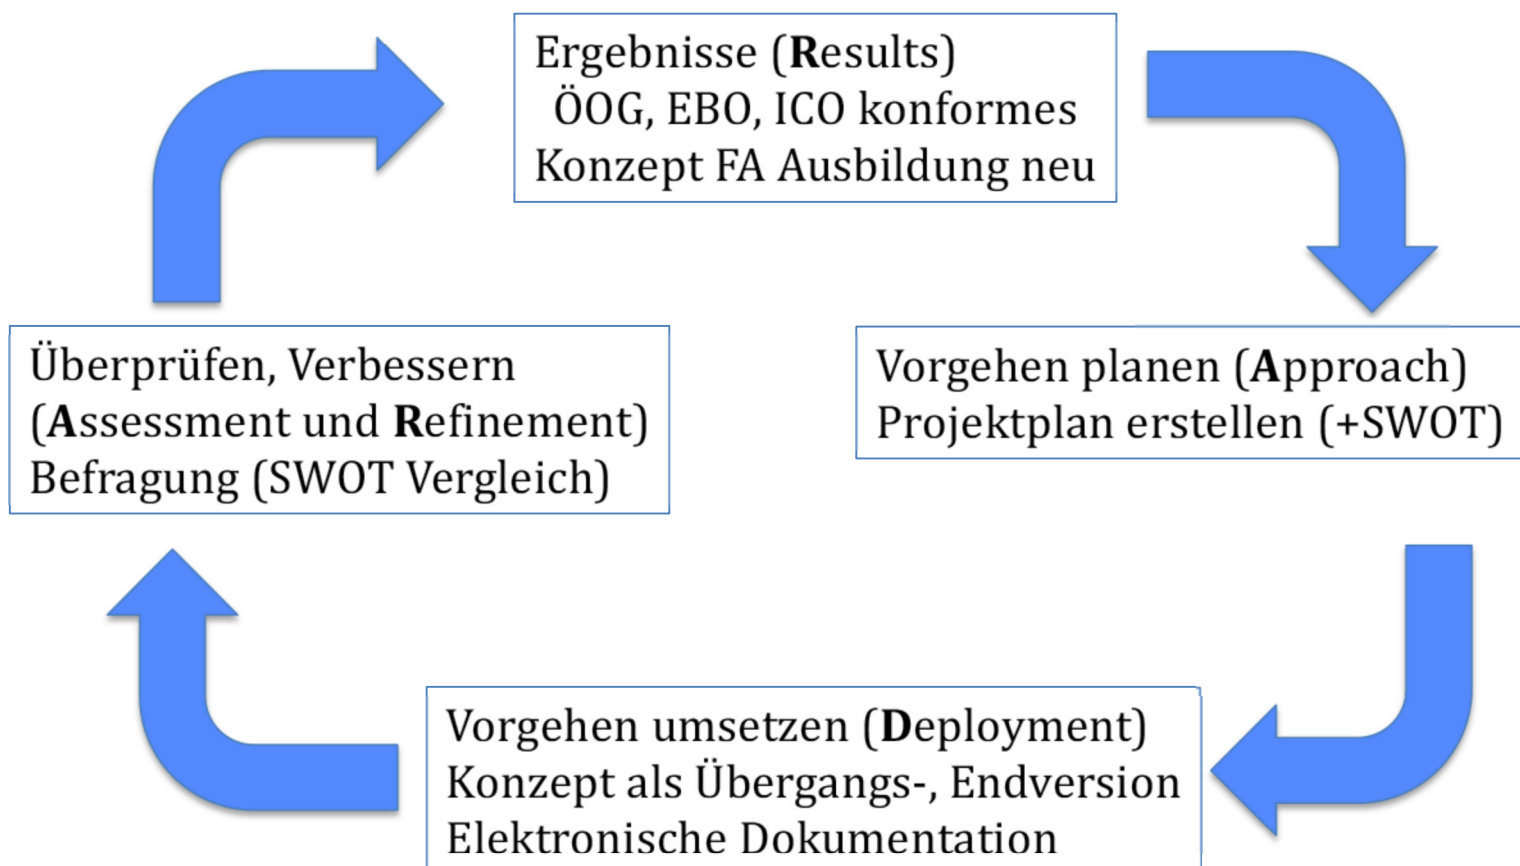 Ergebnisse (Results)
ÖOG, EBO, ICO konformes
Konzept FA Ausbildung neu
Vorgehen planen (Approach)
Projektplan erstellen (+SWOT)
Vorgehen umsetzen (Deployment)
Konzept als Übergangs-, Endversion
Elektronische Dokumentation
Überprüfen, Verbessern
(Assessment und Refinement)
Befragung (SWOT Vergleich)